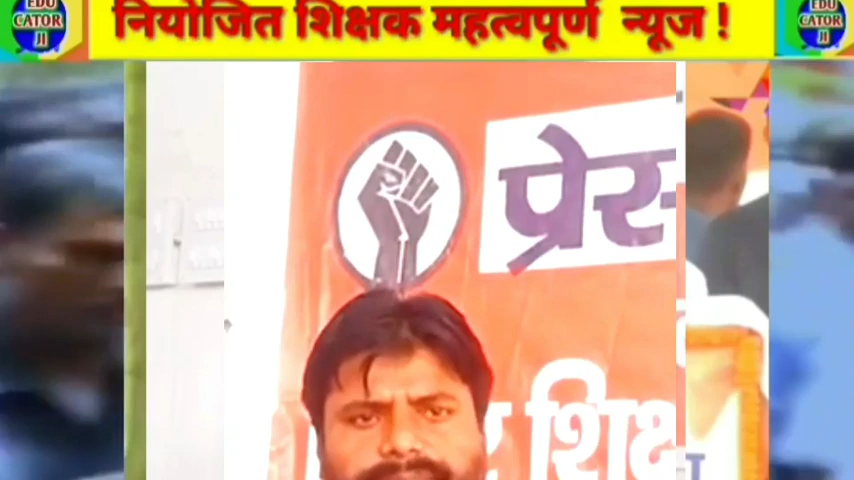 EDU
CATOR
JI
नियोजित शिक्षक महत्वपूर्ण न्यूज !
EDU
CATOR
JI
प्रेस
शिक्ष